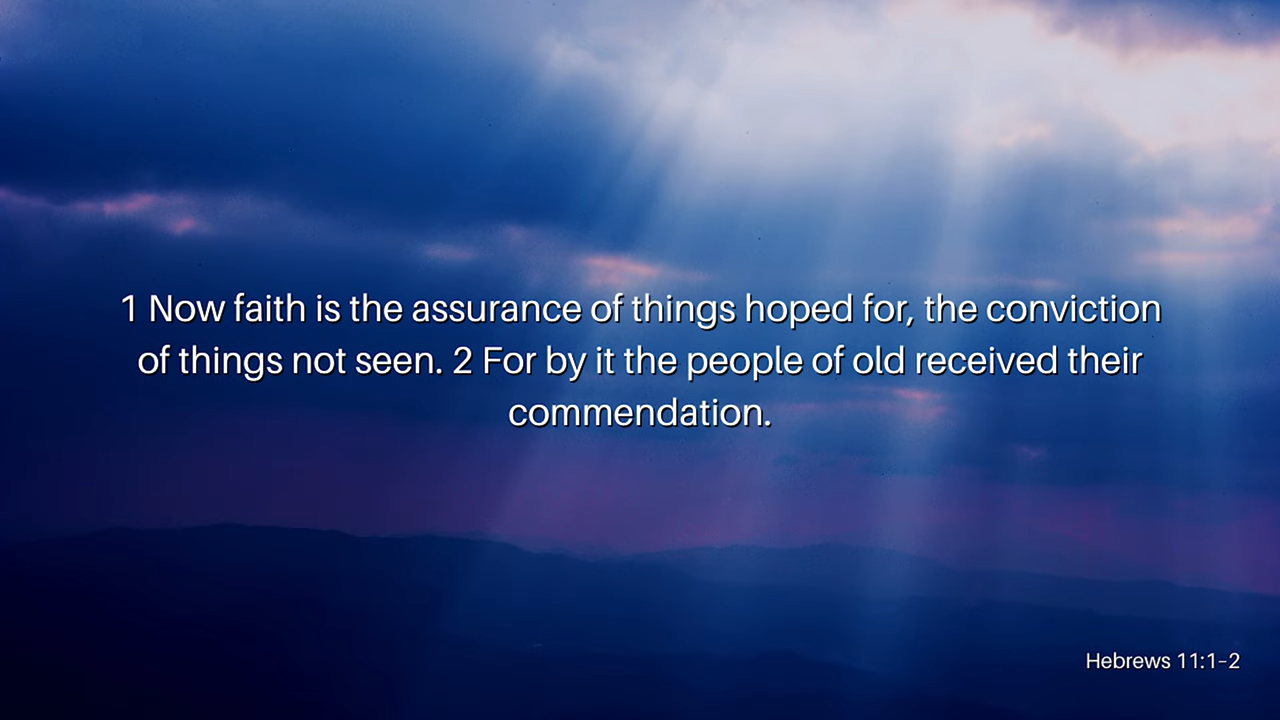 1 Now faith is the assurance of things hoped for, the conviction
of things not seen. 2 For by it the people of old received their
commendation.
Hebrews 11:1–2